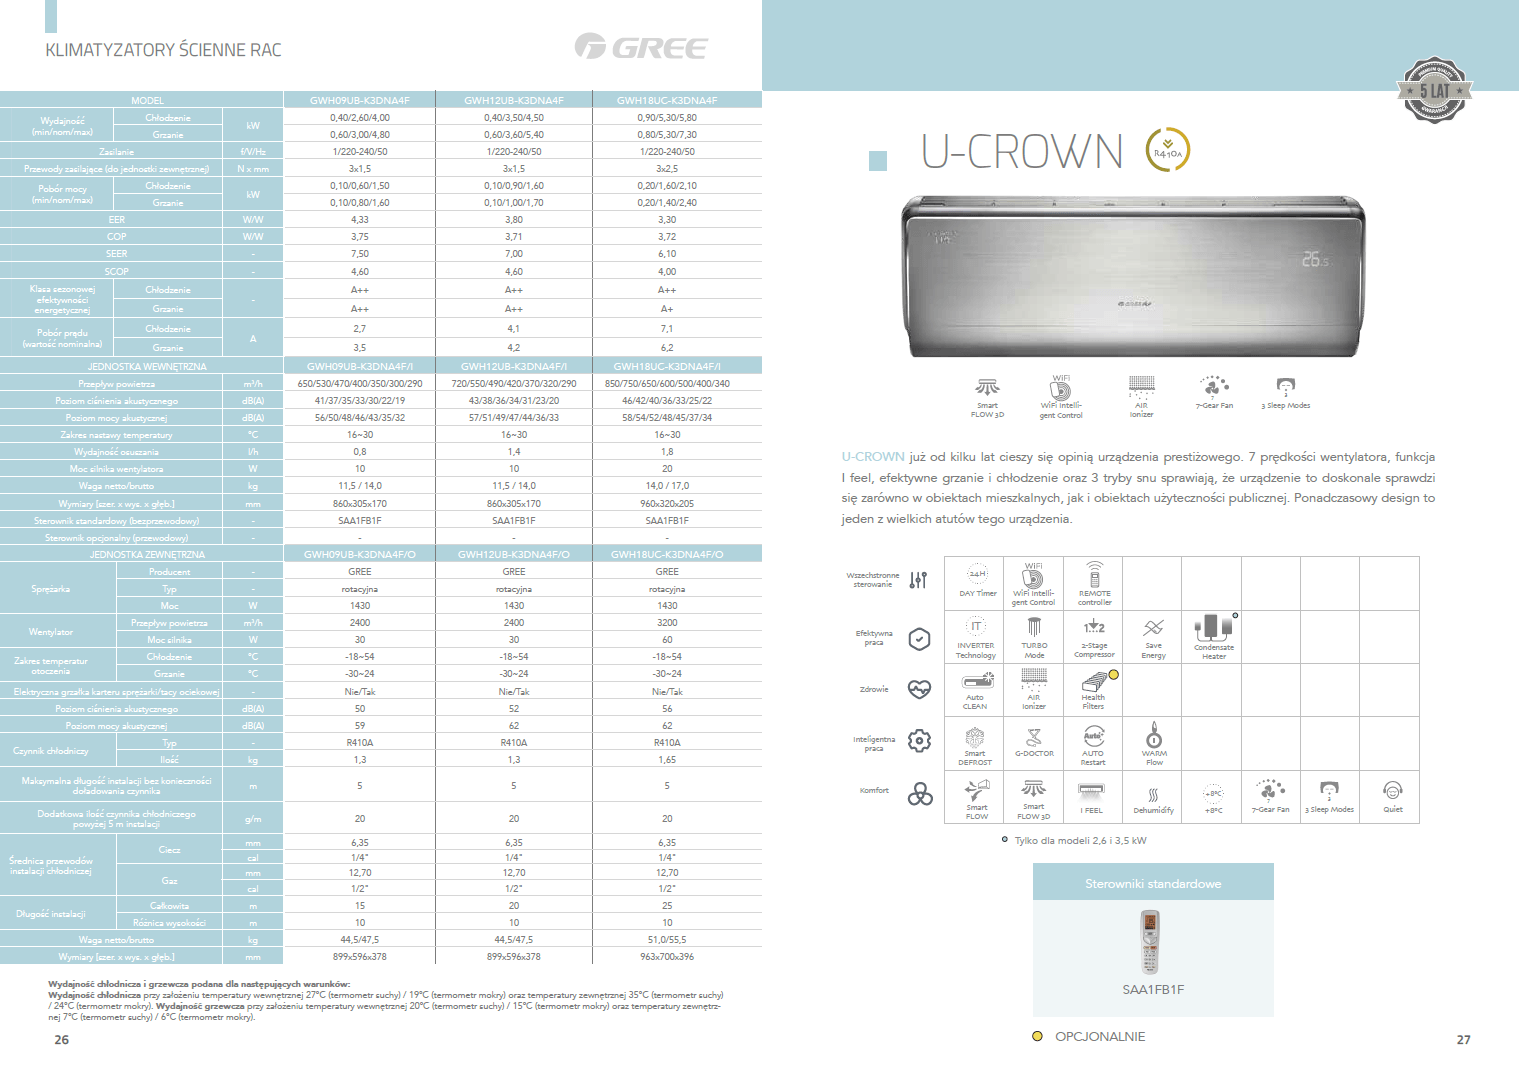 KLIMATYZATORY ŚCIENNE RAC
GREE
MODEL GWH09UB-K3DNA4F GWH12UB-K3DNA4F GWH18UC-K3DNA4F
Wydajność (min/nom/max) Chłodzenie kW 0,40/2,60/4,00 0,40/3,50/4,50 0,90/5,30/5,80
Grzanie 0,60/3,00/4,80 0,60/3,60/5,40 0,80/5,30/7,30
Zasilanie f/V/Hz 1/220-240/50 1/220-240/50 1/220-240/50
Przewody zasilające (do jednostki zewnętrznej) N x mm 3x1,5 3x1,5 3x2,5
Pobór mocy (min/nom/max) Chłodzenie kW 0,10/0,60/1,50 0,10/0,90/1,60 0,20/1,60/2,10
Grzanie 0,10/0,80/1,60 0,10/1,00/1,70 0,20/1,40/2,40
EER W/W 4,33 3,80 3,30
COP W/W 3,75 3,71 3,72
SEER - 7,50 7,00 6,10
SCOP - 4,60 4,60 4,00
Klasa sezonowej efektywności energetycznej Chłodzenie - A++ A++ A++
Grzanie A++ A++ A+
Pobór prądu (wartość nominalna) Chłodzenie A 2,7 4,1 7,1
Grzanie 3,5 4,2 6,2
JEDNOSTKA WEWNĘTRZNA GWH09UB-K3DNA4F/I GWH12UB-K3DNA4F/I GWH18UC-K3DNA4F/I
Przepływ powietrza m³/h 650/530/470/400/350/300/290 720/550/490/420/370/320/290 850/750/650/600/500/400/340
Poziom ciśnienia akustycznego dB(A) 41/37/35/33/30/22/19 43/38/36/34/31/23/20 46/42/40/36/33/25/22
Poziom mocy akustycznej dB(A) 56/50/48/46/43/35/32 57/51/49/47/44/36/33 58/54/52/48/45/37/34
Zakres nastawy temperatury °C 16~30 16~30 16~30
Wydajność osuszania l/h 0,8 1,4 1,8
Moc silnika wentylatora W 10 10 20
Waga netto/brutto kg 11,5 / 14,0 11,5 / 14,0 14,0 / 17,0
Wymiary [szer. x wys. x głęb.] mm 860x305x170 860x305x170 960x320x205
Sterownik standardowy (bezprzewodowy) - SAA1FB1F SAA1FB1F SAA1FB1F
Sterownik opcjonalny (przewodowy) - - - -
JEDNOSTKA ZEWNĘTRZNA GWH09UB-K3DNA4F/O GWH12UB-K3DNA4F/O GWH18UC-K3DNA4F/O
Sprężarka Producent - GREE GREE GREE
Typ - rotacyjna rotacyjna rotacyjna
Moc W 1430 1430 1430
Wentylator Przepływ powietrza m³/h 2400 2400 3200
Moc silnika W 30 30 60
Zakres temperatur otoczenia Chłodzenie °C -18~54 -18~54 -18~54
Grzanie °C -30~24 -30~24 -30~24
Elektryczna grzałka karteru sprężarki/tacy ociekowej - Nie/Tak Nie/Tak Nie/Tak
Poziom ciśnienia akustycznego dB(A) 50 52 56
Poziom mocy akustycznej dB(A) 59 62 62
Czynnik chłodniczy Typ - R410A R410A R410A
Ilość kg 1,3 1,3 1,65
Maksymalna długość instalacji bez konieczności doładowania czynnika m 5 5 5
Dodatkowa ilość czynnika chłodniczego powyżej 5 m instalacji g/m 20 20 20
Średnica przewodów instalacji chłodniczej Ciecz mm 6,35 6,35 6,35
cal 1/4" 1/4" 1/4"
Gaz mm 12,70 12,70 12,70
cal 1/2" 1/2" 1/2"
Długość instalacji Całkowita m 15 20 25
Różnica wysokości m 10 10 10
Waga netto/brutto kg 44,5/47,5 44,5/47,5 51,0/55,5
Wymiary [szer. x wys. x głęb.] mm 899x596x378 899x596x378 963x700x396
Wydajność chłodnicza i grzewcza podana dla następujących warunków:
Wydajność chłodnicza przy założeniu temperatury wewnętrznej 27°C (termometr suchy) / 19°C (termometr mokry) oraz temperatury zewnętrznej 35°C (termometr suchy)
/ 24°C (termometr mokry). Wydajność grzewcza przy założeniu temperatury wewnętrznej 20°C (termometr suchy) / 15°C (termometr mokry) oraz temperatury zewnętrz-
nej 7°C (termometr suchy) / 6°C (termometr mokry).
26
PREMIUM QUALITY
5 LAT
GWARANCJI
U-CROWN
R410A
26.5
Smart FLOW 3D
WiFi
WiFi Intelli-gent Control
AIR Ionizer
7
7-Gear Fan
3
3 Sleep Modes
U-CROWN już od kilku lat cieszy się opinią urządzenia prestiżowego. 7 prędkości wentylatora, funkcja
I feel, efektywne grzanie i chłodzenie oraz 3 tryby snu sprawiają, że urządzenie to doskonale sprawdzi
się zarówno w obiektach mieszkalnych, jak i obiektach użyteczności publicznej. Ponadczasowy design to
jeden z wielkich atutów tego urządzenia.
Wszechstronne sterowanie
24H DAY Timer
WiFi WiFi Intelli-gent Control
REMOTE controller
Efektywna praca
IT INVERTER Technology
TURBO Mode
1 2 2-Stage Compressor
Save Energy
Condensate Heater
Zdrowie
Auto CLEAN
AIR Ionizer
Health Filters
Inteligentna praca
Smart DEFROST
G-DOCTOR
Auto AUTO Restart
WARM Flow
Komfort
Smart FLOW
Smart FLOW 3D
I FEEL
Dehumidify
+8ºC +8ºC
7 7-Gear Fan
3 3 Sleep Modes
Quiet
Tylko dla modeli 2,6 i 3,5 kW
Sterowniki standardowe
SAA1FB1F
OPCJONALNIE
27